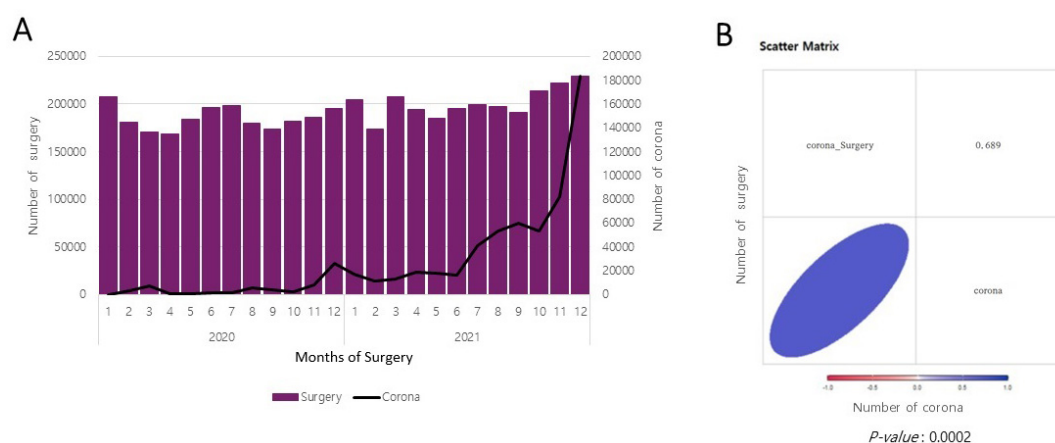 A
250000
200000
150000
100000
50000
0
Number of surgery
200000
180000
160000
140000
120000
100000
80000
60000
40000
20000
0
Number of corona
1 2 3 4 5 6 7 8 9 10 11 12 1 2 3 4 5 6 7 8 9 10 11 12
2020 2021
Months of Surgery
Surgery Corona
B
Scatter Matrix
Number of surgery
corona_Surgery 0.689
corona
-1.0 -0.5 0.0 0.5 1.0
Number of corona
P-value: 0.0002